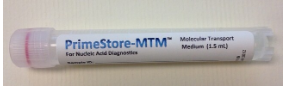 PrimeStore-MTM™
For Nucleic Acid Diagnostics
Molecular Transport
Medium (1.5 mL)